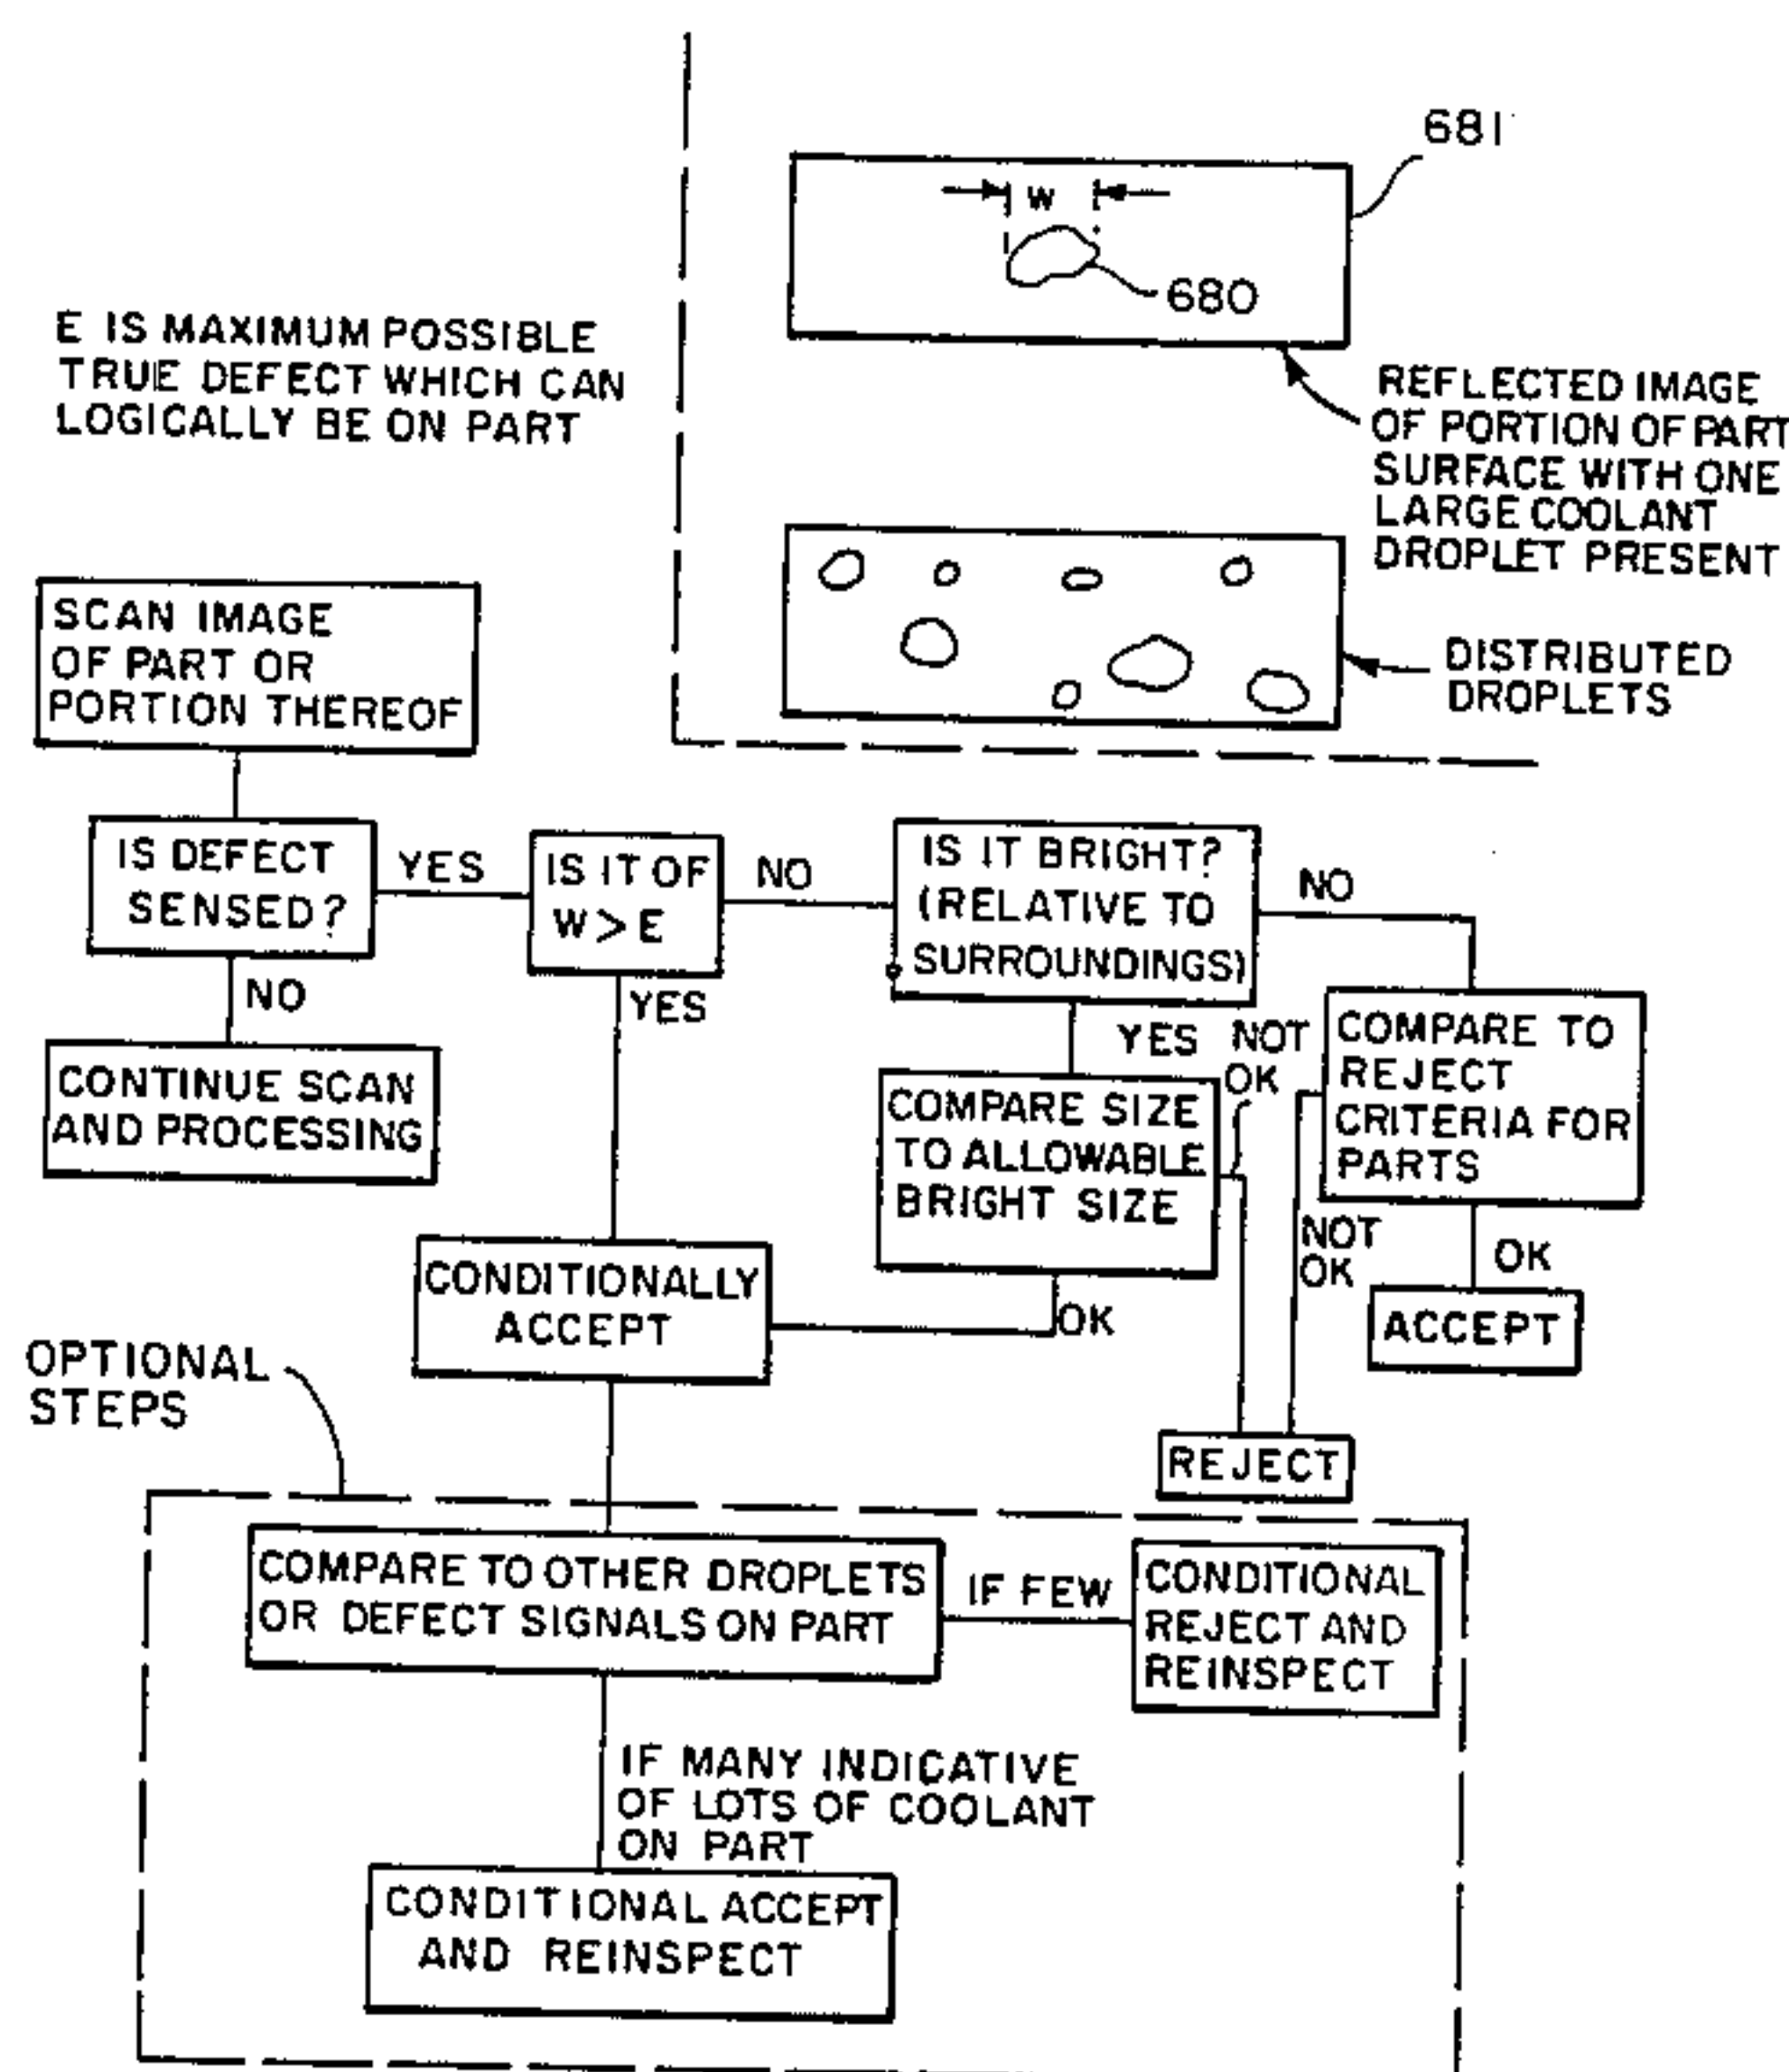 681
W
680
E IS MAXIMUM POSSIBLE
TRUE DEFECT WHICH CAN
LOGICALLY BE ON PART
REFLECTED IMAGE
OF PORTION OF PART
SURFACE WITH ONE
LARGE COOLANT
DROPLET PRESENT
DISTRIBUTED
DROPLETS
SCAN IMAGE
OF PART OR
PORTION THEREOF
IS DEFECT
SENSED?
YES
IS IT OF
W > E
NO
IS IT BRIGHT?
(RELATIVE TO
SURROUNDINGS)
NO
NO
YES
YES
NOT
OK
CONTINUE SCAN
AND PROCESSING
COMPARE SIZE
TO ALLOWABLE
BRIGHT SIZE
COMPARE TO
REJECT
CRITERIA FOR
PARTS
NOT
OK
OK
CONDITIONALLY
ACCEPT
OK
ACCEPT
OPTIONAL
STEPS
REJECT
COMPARE TO OTHER DROPLETS
OR DEFECT SIGNALS ON PART
IF FEW
CONDITIONAL
REJECT AND
REINSPECT
IF MANY INDICATIVE
OF LOTS OF COOLANT
ON PART
CONDITIONAL ACCEPT
AND REINSPECT